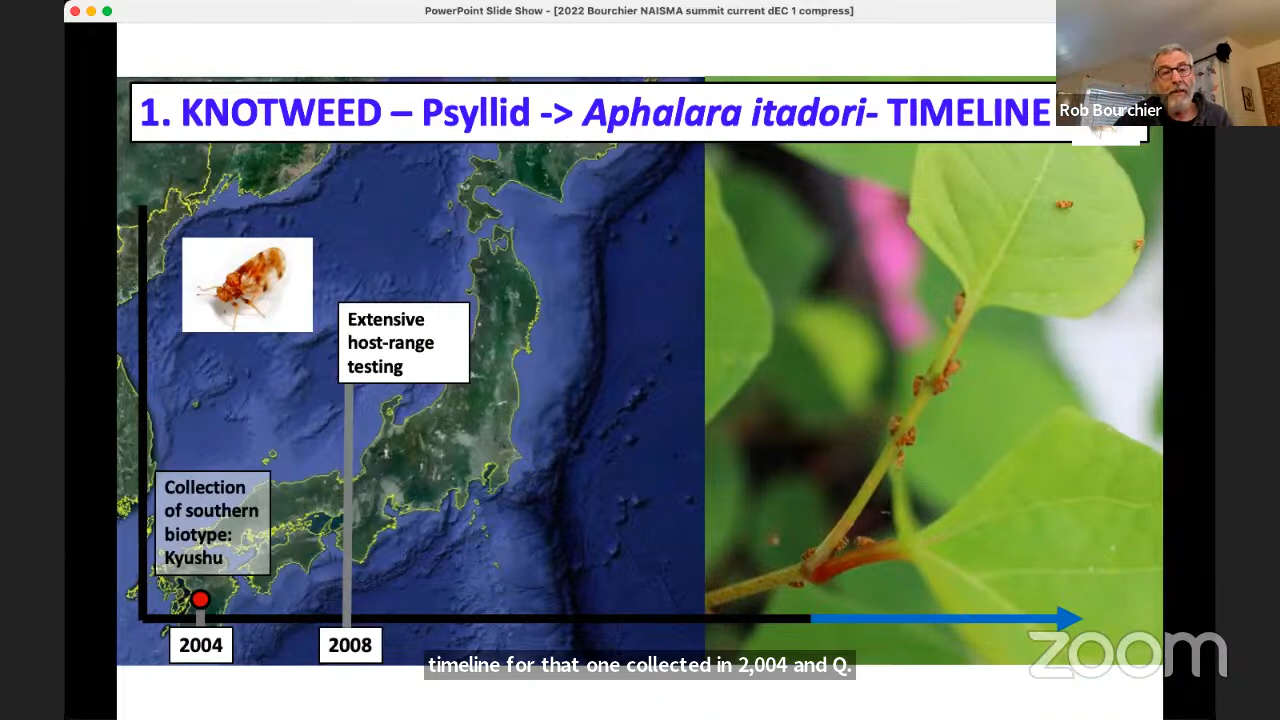 PowerPoint Slide Show - [2022 Bourchier NAISMA summit current dEC 1 compress]
Rob Bourchier
1. KNOTWEED – Psyllid -> Aphalara itadori- TIMELINE
Extensive
host-range
testing
Collection
of southern
biotype:
Kyushu
2004
2008
timeline for that one collected in 2,004 and Q.
zoom